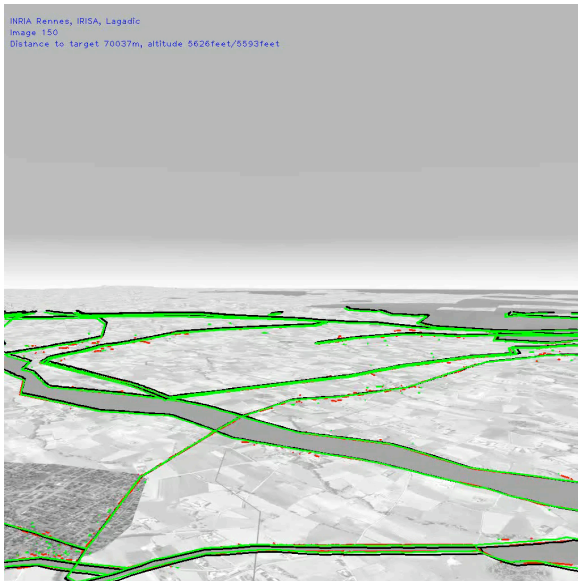 INRIA Rennes, IRISA, Lagadic
Image 150
Distance to target 70037m, altitude 5626feet/5593feet